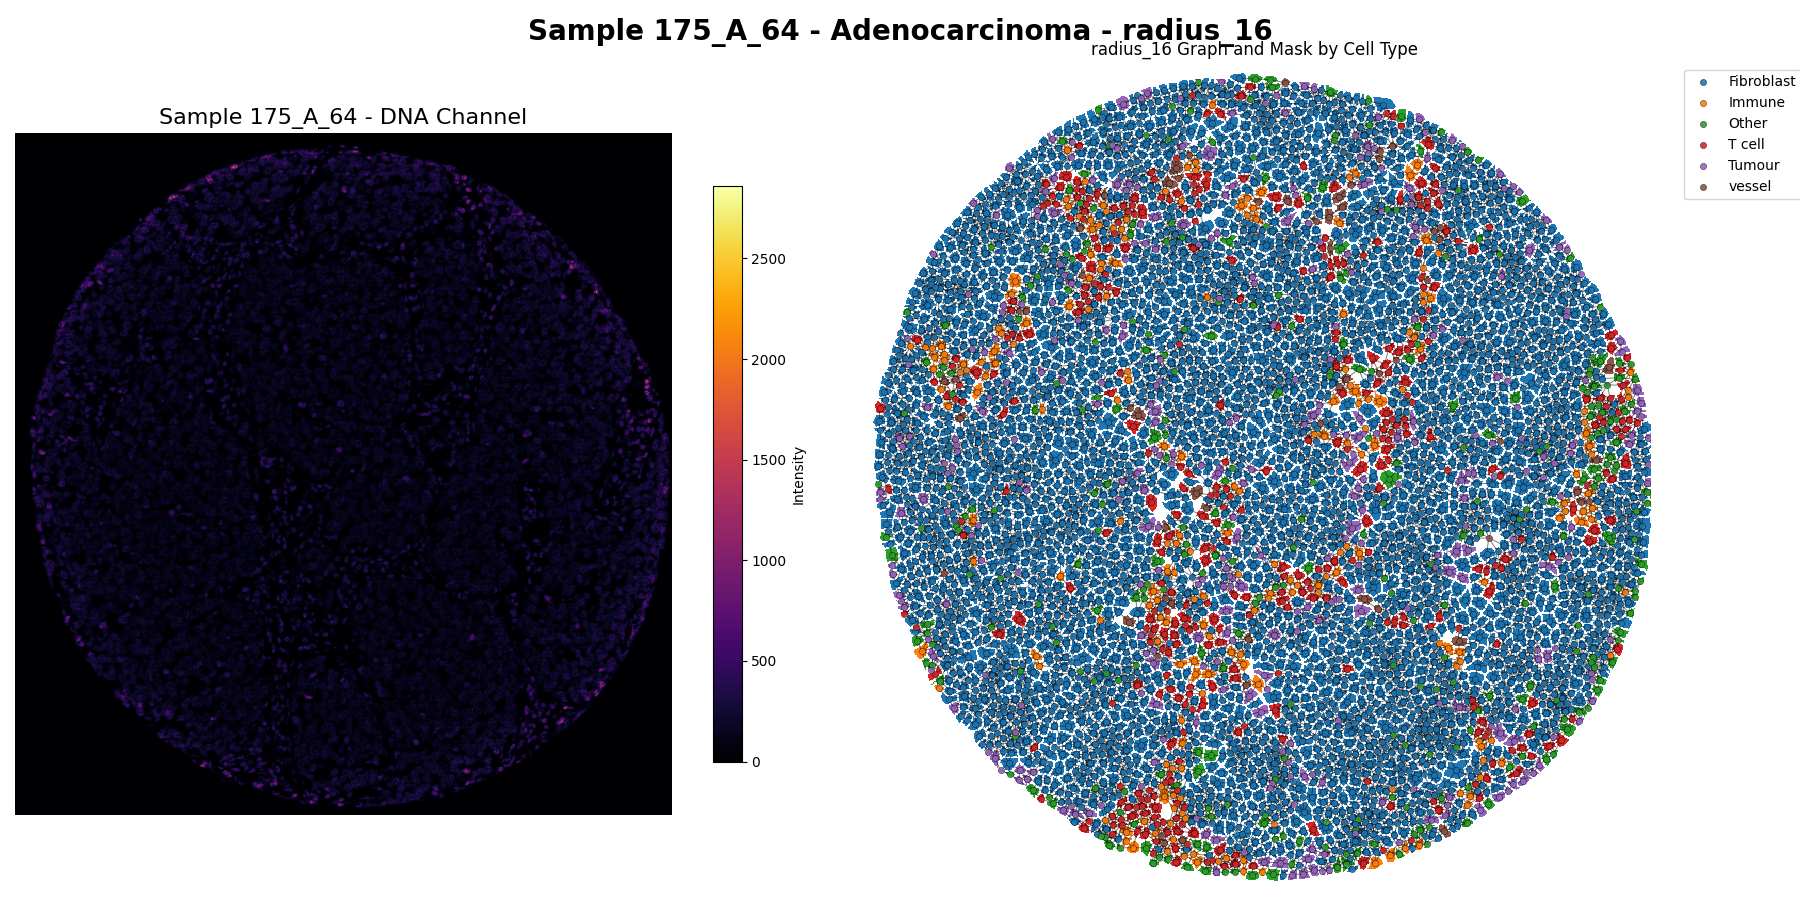 Sample 175_A_64 - Adenocarcinoma - radius_16
radius_16 Graph and Mask by Cell Type
Sample 175_A_64 - DNA Channel
Fibroblast
Immune
Other
T cell
Tumour
vessel
2500
2000
1500
1000
500
0
Intensity